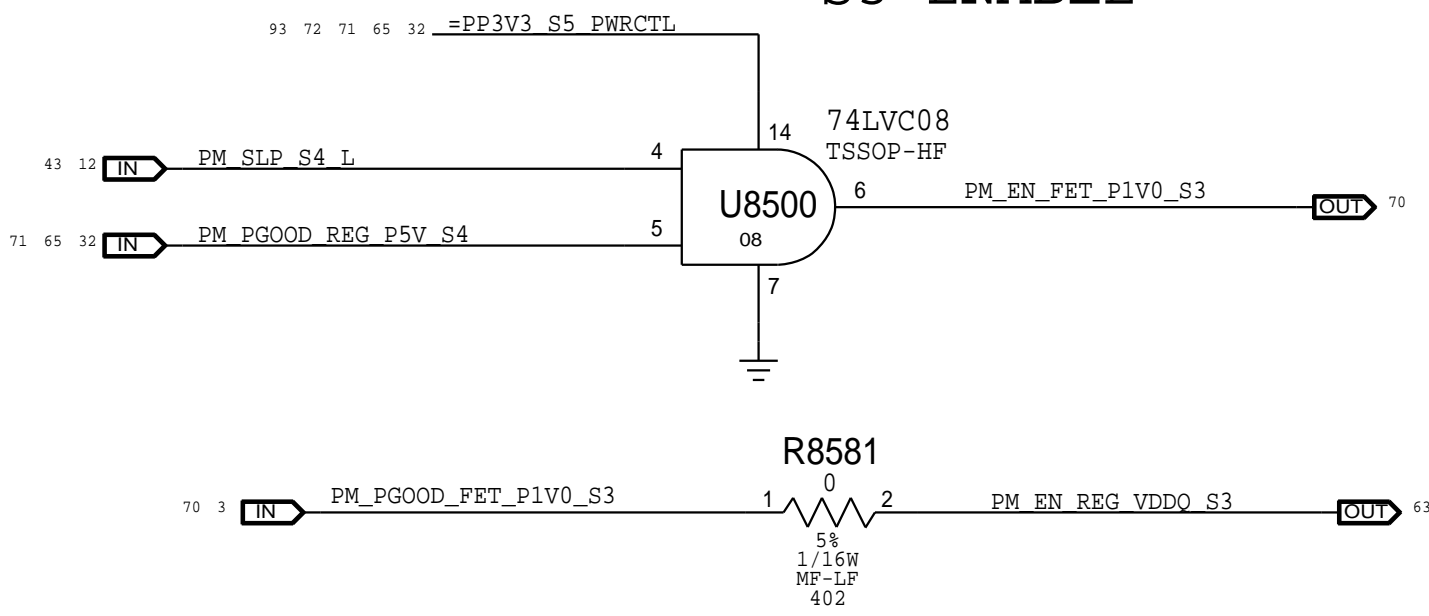 93 72 71 65 32 =PP3V3_S5_PWRCTL
74LVC08
TSSOP-HF
14
43 12 IN PM_SLP_S4_L 4
U8500
08
6 PM_EN_FET_P1V0_S3 OUT 70
71 65 32 IN PM_PGOOD_REG_P5V_S4 5
7
R8581
0
70 3 IN PM_PGOOD_FET_P1V0_S3 1 2 PM_EN_REG_VDDQ_S3 OUT 63
5%
1/16W
MF-LF
402